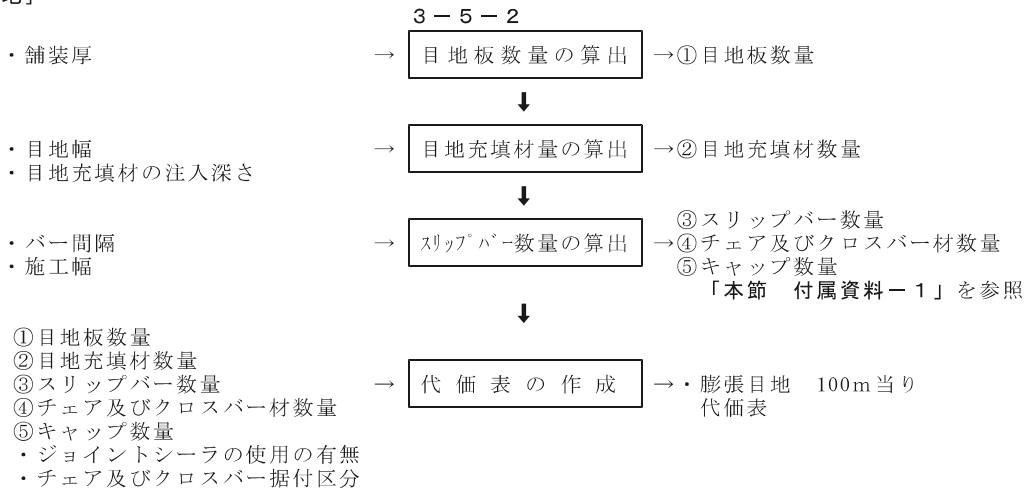 地」
３－５－２
・舗装厚 → 目地板数量の算出 →①目地板数量
⬇
・目地幅 → 目地充填材量の算出 →②目地充填材数量
・目地充填材の注入深さ
⬇
③スリップバー数量
・バー間隔 → ｽﾘｯﾌﾟﾊﾞｰ数量の算出 →④チェア及びクロスバー材数量
・施工幅 ⑤キャップ数量
「本節　付属資料－１」を参照
⬇
①目地板数量
②目地充填材数量
③スリップバー数量 → 代価表の作成 →・膨張目地　100m当り
④チェア及びクロスバー材数量 代価表
⑤キャップ数量
・ジョイントシーラの使用の有無
・チェア及びクロスバー据付区分